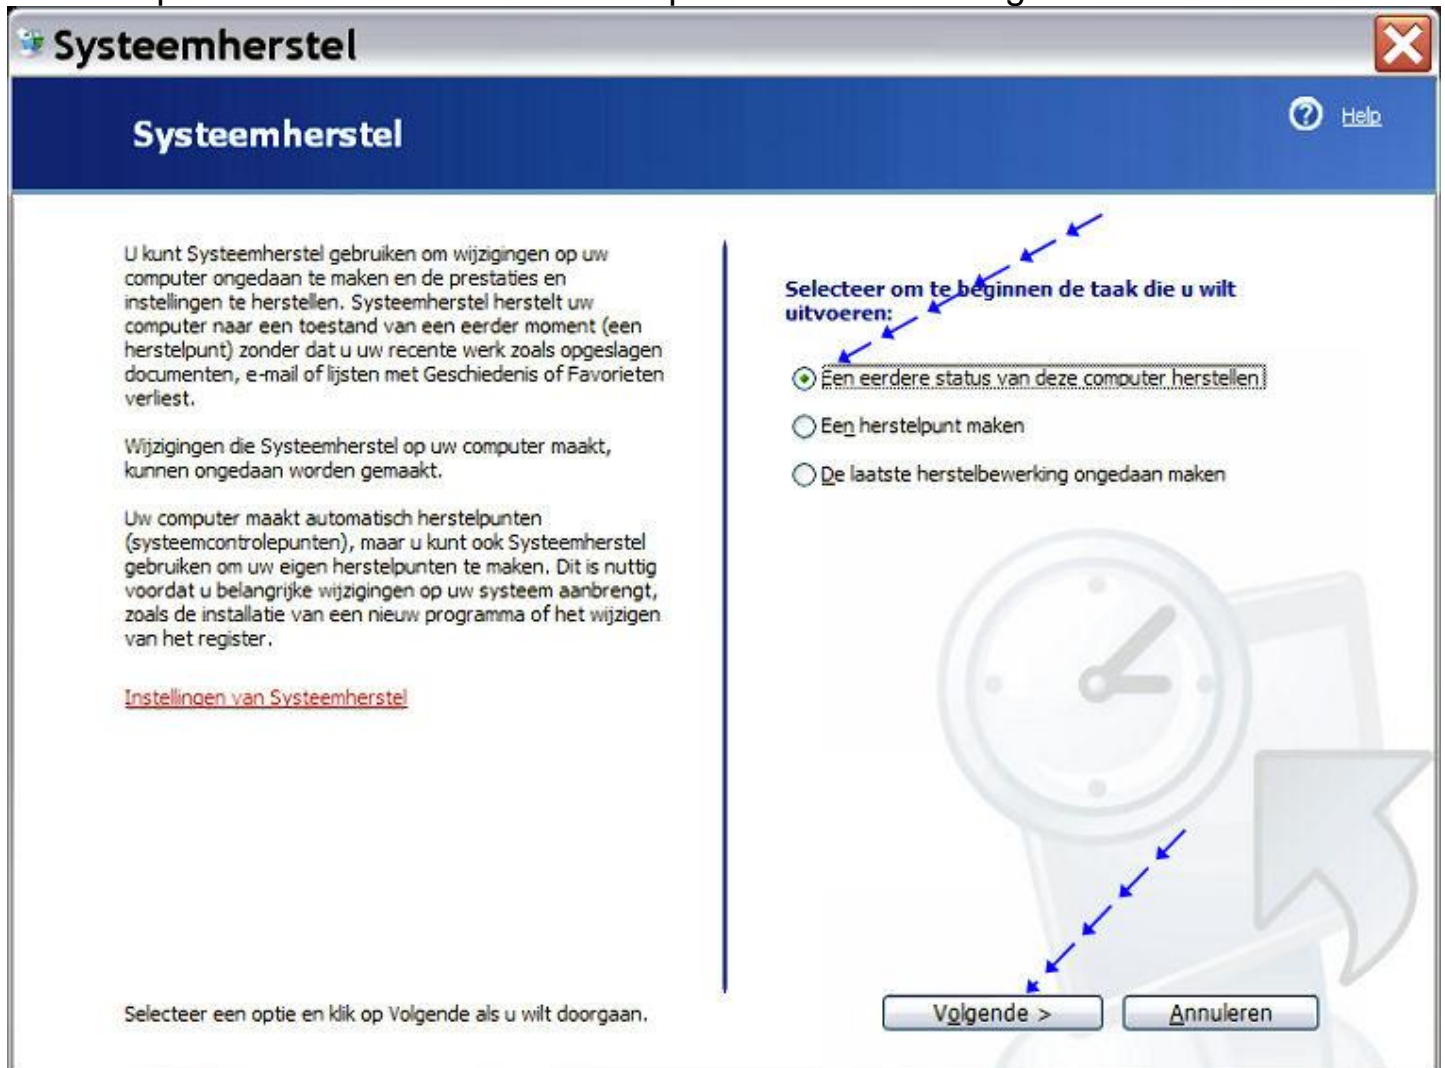 Systeemherstel
Systeemherstel
Help
U kunt Systeemherstel gebruiken om wijzigingen op uw
computer ongedaan te maken en de prestaties en
instellingen te herstellen. Systeemherstel herstelt uw
computer naar een toestand van een eerder moment (een
herstelpunt) zonder dat u uw recente werk zoals opgeslagen
documenten, e-mail of lijsten met Geschiedenis of Favorieten
verliest.
Wijzigingen die Systeemherstel op uw computer maakt,
kunnen ongedaan worden gemaakt.
Uw computer maakt automatisch herstelpunten
(systeemcontrolepunten), maar u kunt ook Systeemherstel
gebruiken om uw eigen herstelpunten te maken. Dit is nuttig
voordat u belangrijke wijzigingen op uw systeem aanbrengt,
zoals de installatie van een nieuw programma of het wijzigen
van het register.
Instellingen van Systeemherstel
Selecteer een optie en klik op Volgende als u wilt doorgaan.
Selecteer om te beginnen de taak die u wilt
uitvoeren:
Een eerdere status van deze computer herstellen
Een herstelpunt maken
De laatste herstelbewerking ongedaan maken
Volgende >
Annuleren